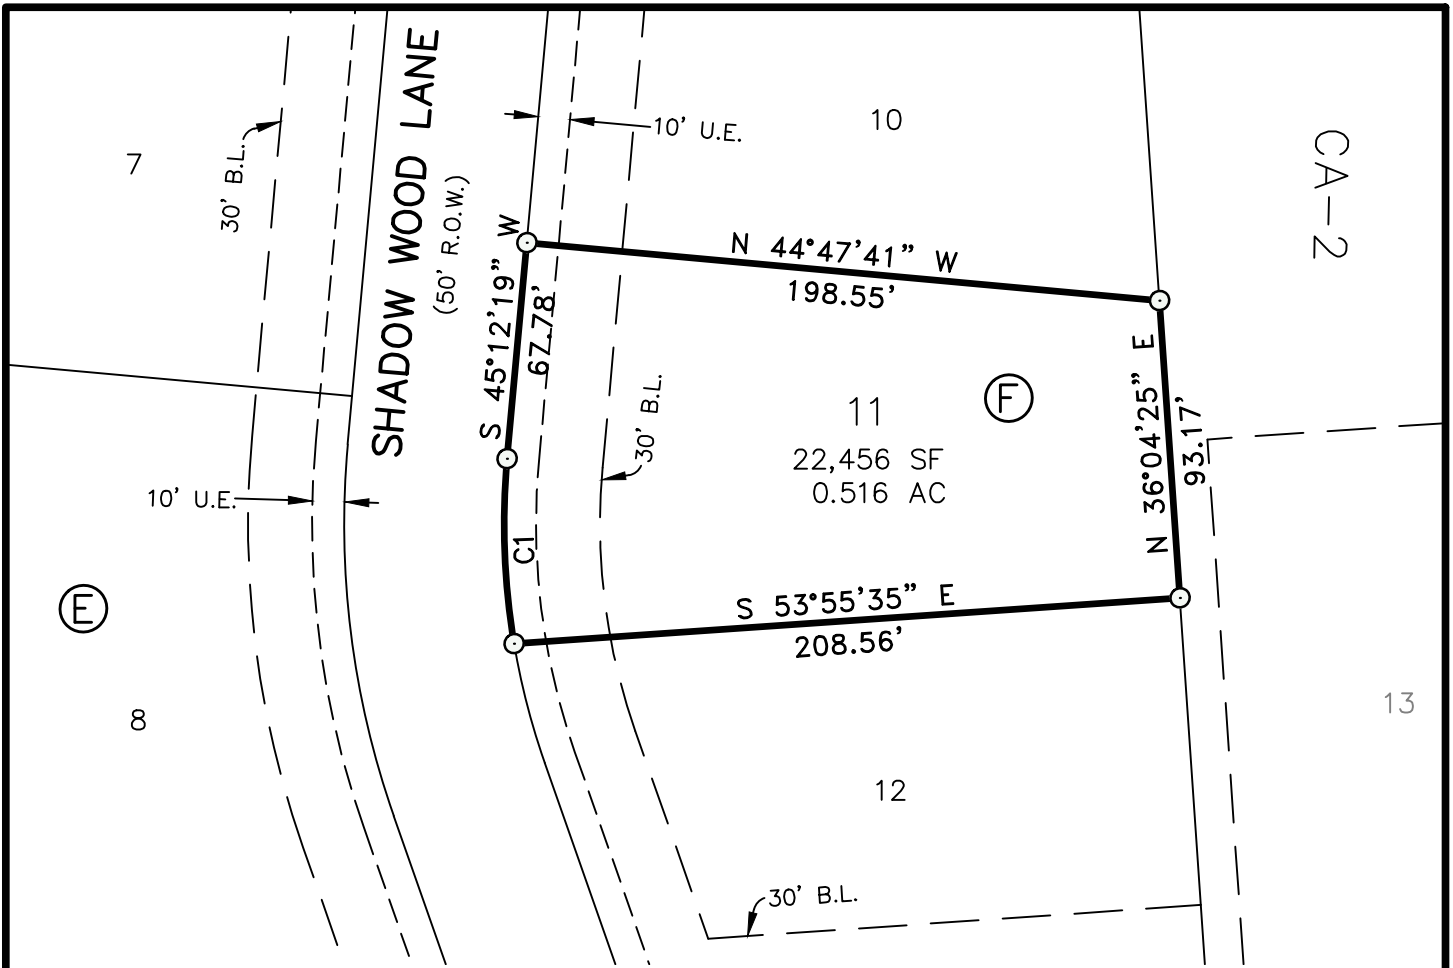 SHADOW WOOD LANE
(50' R.O.W.)
10' U.E.
10
CA-2
7
30' B.L.
N 44°47'41” W
198.55'
S 45°12'19” W
67.78'
N 36°04'25” E
93.17'
30' B.L.
11
F
22,456 SF
0.516 AC
10' U.E.
C1
E
S 53°55'35” E
208.56'
8
13
12
30' B.L.